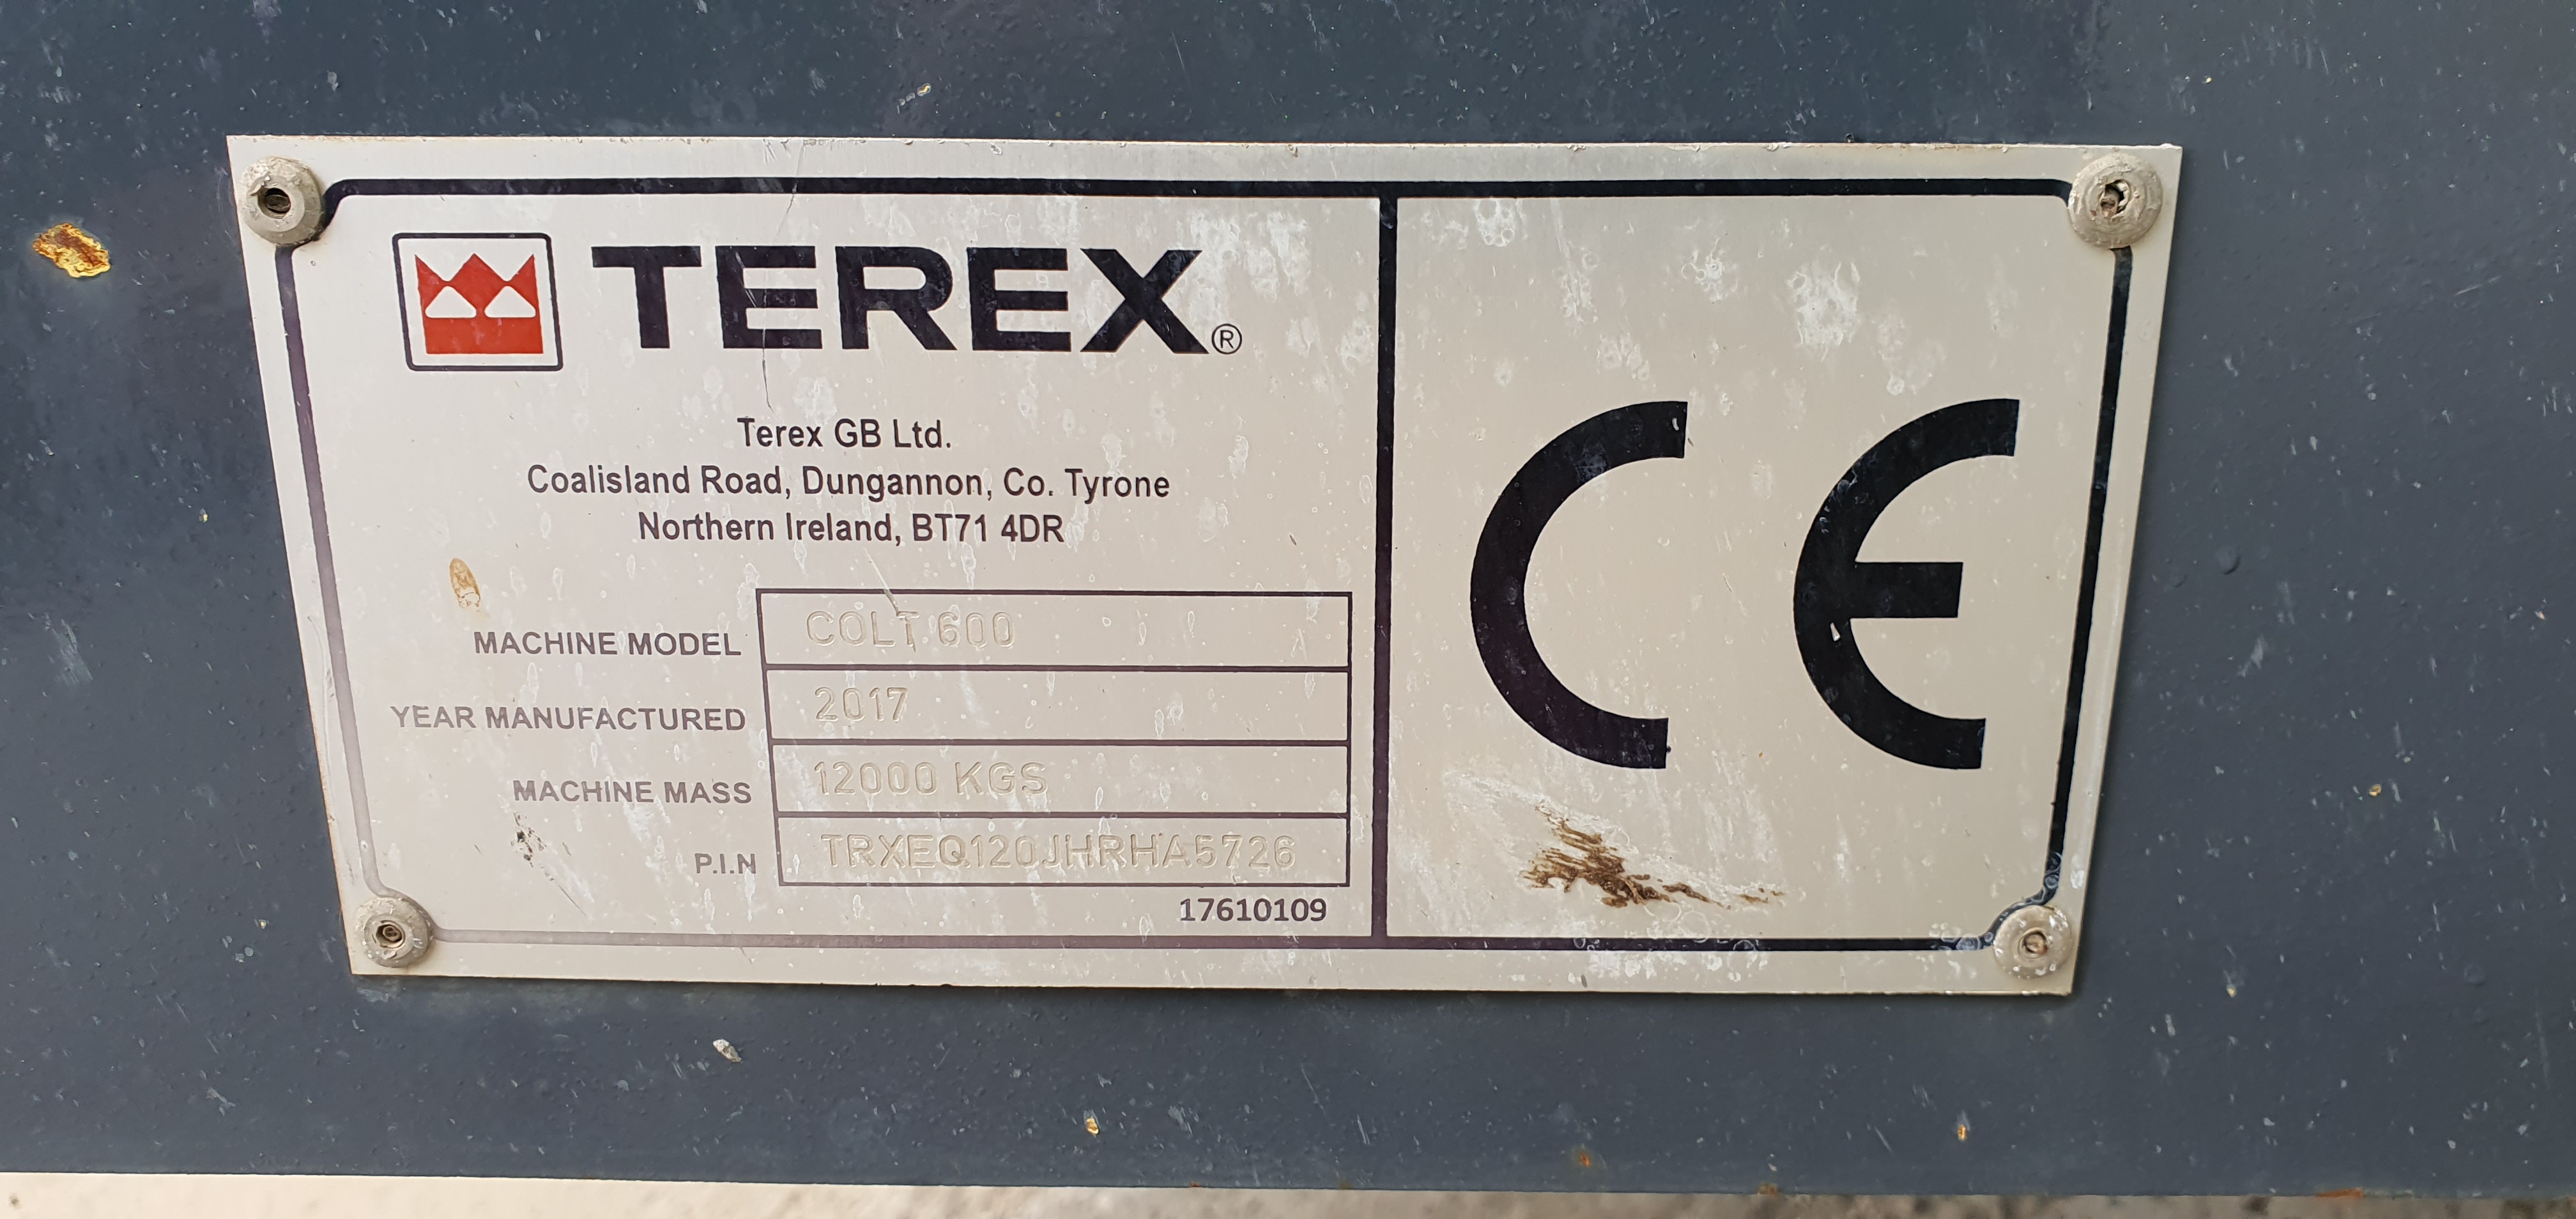 TEREX®
Terex GB Ltd.
Coalisland Road, Dungannon, Co. Tyrone
Northern Ireland, BT71 4DR
MACHINE MODEL COLT 600
YEAR MANUFACTURED 2017
MACHINE MASS 12000 KGS
P.I.N TRXEQ120JHRHA5726
17610109
CE